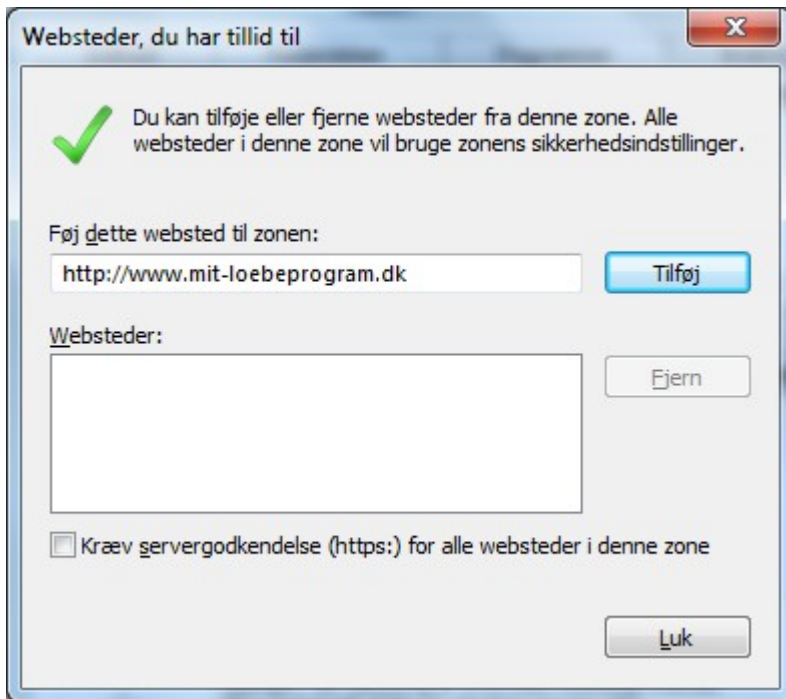 Websteder, du har tillid til
Du kan tilføje eller fjerne websteder fra denne zone. Alle
websteder i denne zone vil bruge zonens sikkerhedsindstillinger.
Føj dette websted til zonen:
http://www.mit-loebeprogram.dk
Tilføj
Websteder:
Fjern
Kræv servergodkendelse (https:) for alle websteder i denne zone
Luk